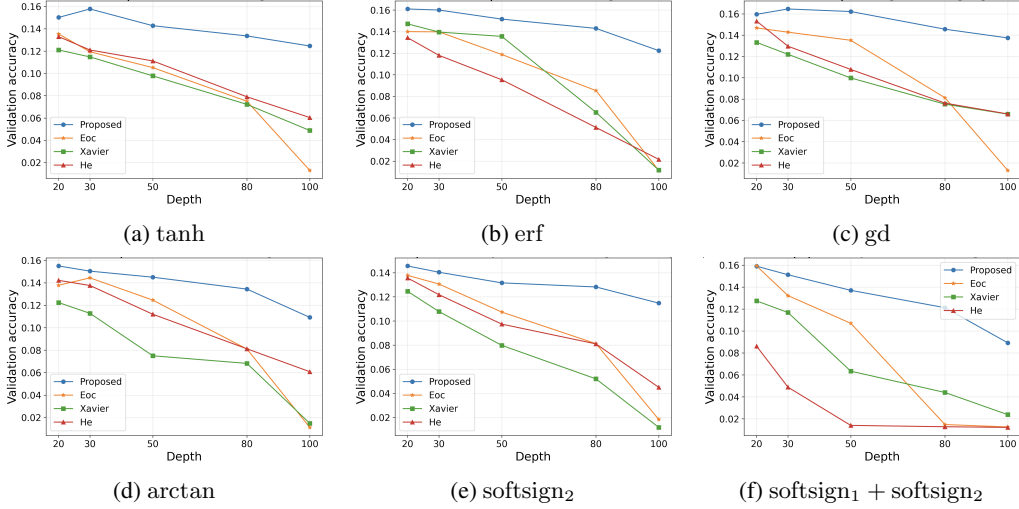 0.16
0.14
0.12
0.10
0.08
0.06
0.04
0.02
Validation accuracy
Proposed
Eoc
Xavier
He
20 30 50 80 100
Depth
(a) tanh
0.16
0.14
0.12
0.10
0.08
0.06
0.04
0.02
Validation accuracy
Proposed
Eoc
Xavier
He
20 30 50 80 100
Depth
(b) erf
0.16
0.14
0.12
0.10
0.08
0.06
0.04
0.02
Validation accuracy
Proposed
Eoc
Xavier
He
20 30 50 80 100
Depth
(c) gd
0.16
0.14
0.12
0.10
0.08
0.06
0.04
0.02
Validation accuracy
Proposed
Eoc
Xavier
He
20 30 50 80 100
Depth
(d) arctan
0.14
0.12
0.10
0.08
0.06
0.04
0.02
Validation accuracy
Proposed
Eoc
Xavier
He
20 30 50 80 100
Depth
(e) softsign₂
0.16
0.14
0.12
0.10
0.08
0.06
0.04
0.02
Validation accuracy
Proposed
Eoc
Xavier
He
20 30 50 80 100
Depth
(f) softsign₁ + softsign₂